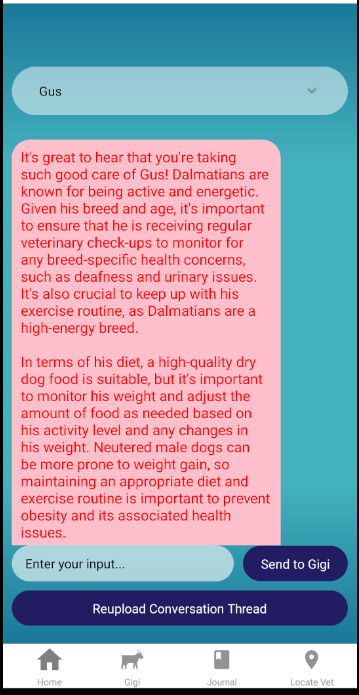 Gus
It's great to hear that you're taking
such good care of Gus! Dalmatians are
known for being active and energetic.
Given his breed and age, it's important
to ensure that he is receiving regular
veterinary check-ups to monitor for
any breed-specific health concerns,
such as deafness and urinary issues.
It's also crucial to keep up with his
exercise routine, as Dalmatians are a
high-energy breed.
In terms of his diet, a high-quality dry
dog food is suitable, but it's important
to monitor his weight and adjust the
amount of food as needed based on
his activity level and any changes in
his weight. Neutered male dogs can
be more prone to weight gain, so
maintaining an appropriate diet and
exercise routine is important to prevent
obesity and its associated health
issues.
Enter your input...
Send to Gigi
Reupload Conversation Thread
Home
Gigi
Journal
Locate Vet